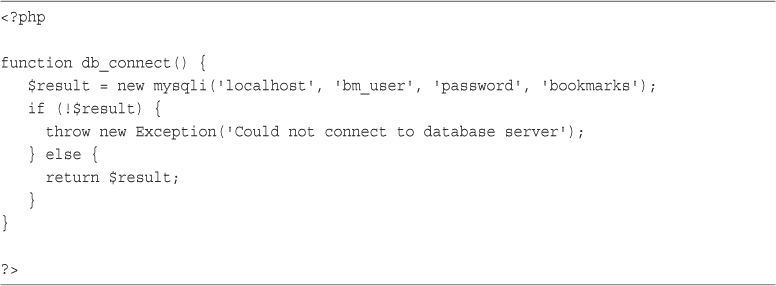 <?php
function db_connect() {
$result = new mysqli('localhost', 'bm_user', 'password', 'bookmarks');
if (!$result) {
throw new Exception('Could not connect to database server');
} else {
return $result;
}
}
?>